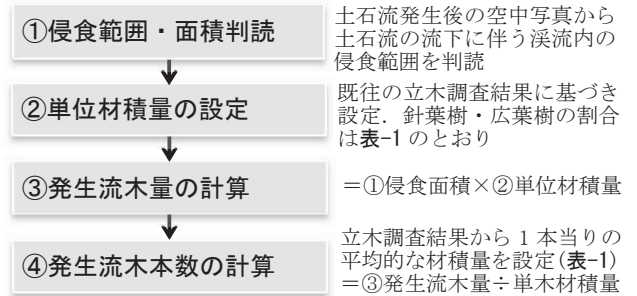 ①侵食範囲・面積判読
土石流発生後の空中写真から
土石流の流下に伴う渓流内の
侵食範囲を判読
②単位材積量の設定
既往の立木調査結果に基づき
設定．針葉樹・広葉樹の割合
は表-1 のとおり
③発生流木量の計算
＝①侵食面積×②単位材積量
④発生流木本数の計算
立木調査結果から 1 本当りの
平均的な材積量を設定(表-1)
＝③発生流木量÷単木材積量